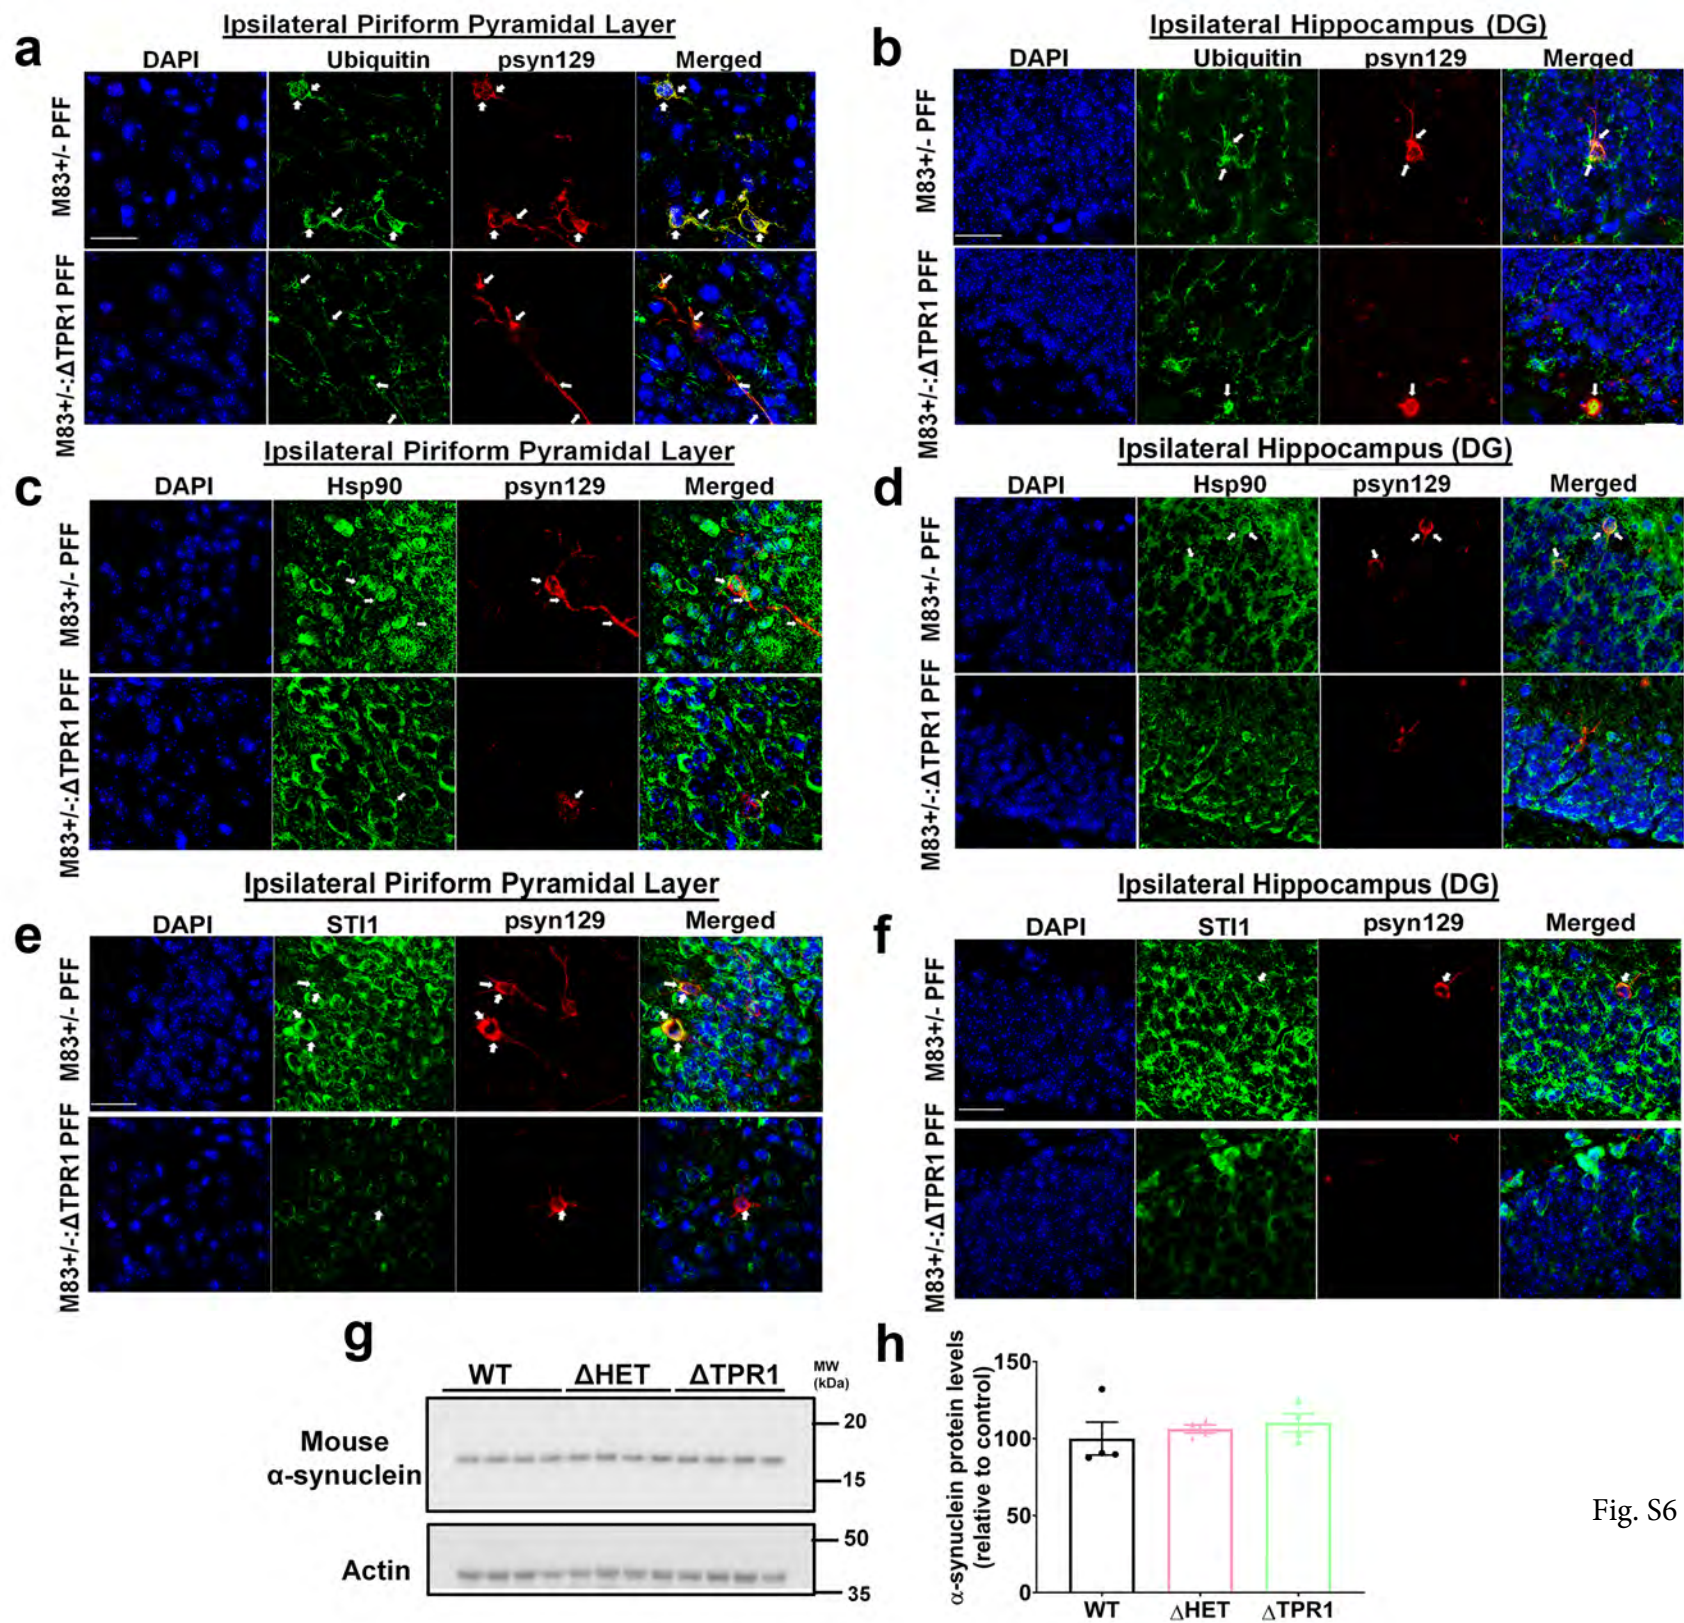 a
Ipsilateral Piriform Pyramidal Layer
DAPI Ubiquitin psyn129 Merged
M83+/- PFF
M83+/-:ΔTPR1 PFF
b
Ipsilateral Hippocampus (DG)
DAPI Ubiquitin psyn129 Merged
M83+/- PFF
M83+/-:ΔTPR1 PFF
c
Ipsilateral Piriform Pyramidal Layer
DAPI Hsp90 psyn129 Merged
M83+/- PFF
M83+/-:ΔTPR1 PFF
d
Ipsilateral Hippocampus (DG)
DAPI Hsp90 psyn129 Merged
M83+/- PFF
M83+/-:ΔTPR1 PFF
e
Ipsilateral Piriform Pyramidal Layer
DAPI STI1 psyn129 Merged
M83+/- PFF
M83+/-:ΔTPR1 PFF
f
Ipsilateral Hippocampus (DG)
DAPI STI1 psyn129 Merged
M83+/- PFF
M83+/-:ΔTPR1 PFF
g
WT ΔHET ΔTPR1
MW
(kDa)
Mouse
α-synuclein
20
15
Actin
50
35
h
α-synuclein protein levels
(relative to control)
150
100
50
0
WT ΔHET ΔTPR1
Fig. S6